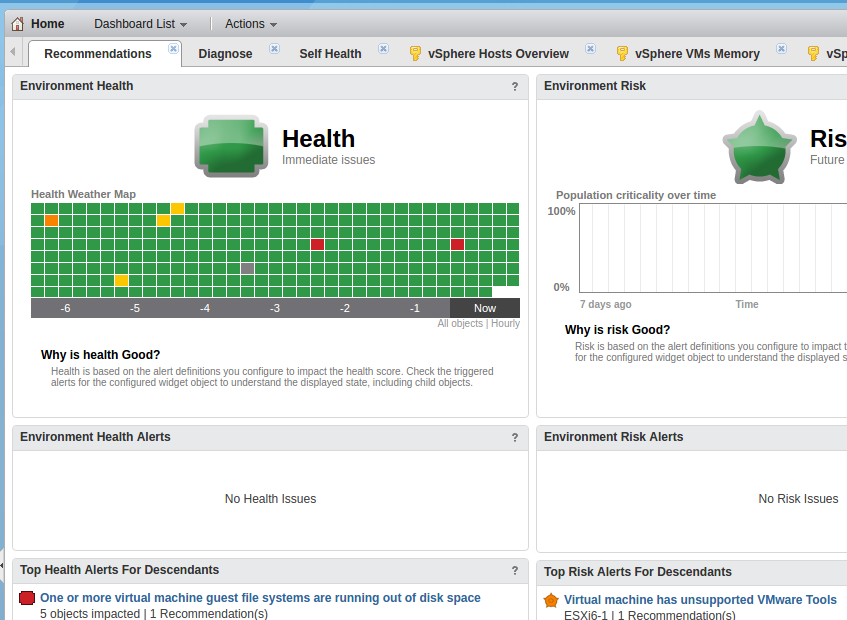 Home Dashboard List Actions
Recommendations Diagnose Self Health vSphere Hosts Overview vSphere VMs Memory vSp
Environment Health ?
Health
Immediate issues
Health Weather Map
-6 -5 -4 -3 -2 -1 Now
All objects | Hourly
Why is health Good?
Health is based on the alert definitions you configure to impact the health score. Check the triggered
alerts for the configured widget object to understand the displayed state, including child objects.
Environment Risk
Ris
Future
Population criticality over time
100%
0%
7 days ago Time
Why is risk Good?
Risk is based on the alert definitions you configure to impact t
for the configured widget object to understand the displayed s
Environment Health Alerts ?
No Health Issues
Environment Risk Alerts
No Risk Issues
Top Health Alerts For Descendants ?
One or more virtual machine guest file systems are running out of disk space
5 objects impacted | 1 Recommendation(s)
Top Risk Alerts For Descendants
Virtual machine has unsupported VMware Tools
ESXi6-1 | 1 Recommendation(s)